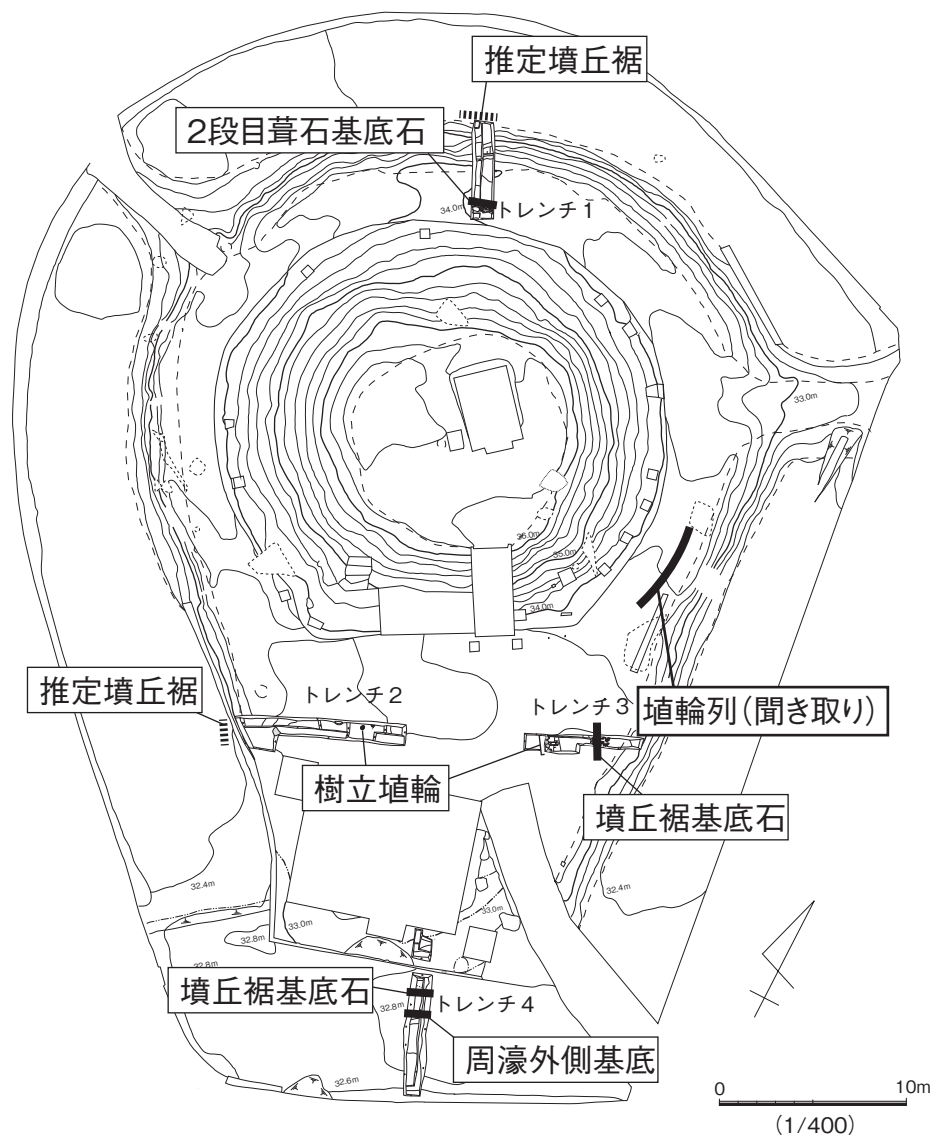 推定墳丘裾
2段目葺石基底石
34.0m
トレンチ1
33.0m
36.0m
35.0m
34.0m
推定墳丘裾
トレンチ2
トレンチ3
埴輪列(聞き取り)
樹立埴輪
墳丘裾基底石
32.4m
32.4m
33.0m
33.0m
32.8m
32.8m
墳丘裾基底石
32.8m
トレンチ4
周濠外側基底
32.6m
0 10m
(1/400)